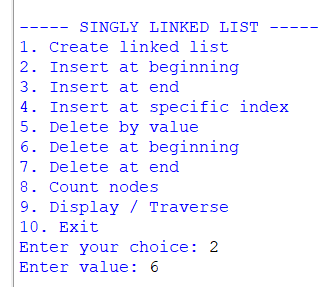 ----- SINGLY LINKED LIST -----
1. Create linked list
2. Insert at beginning
3. Insert at end
4. Insert at specific index
5. Delete by value
6. Delete at beginning
7. Delete at end
8. Count nodes
9. Display / Traverse
10. Exit
Enter your choice: 2
Enter value: 6